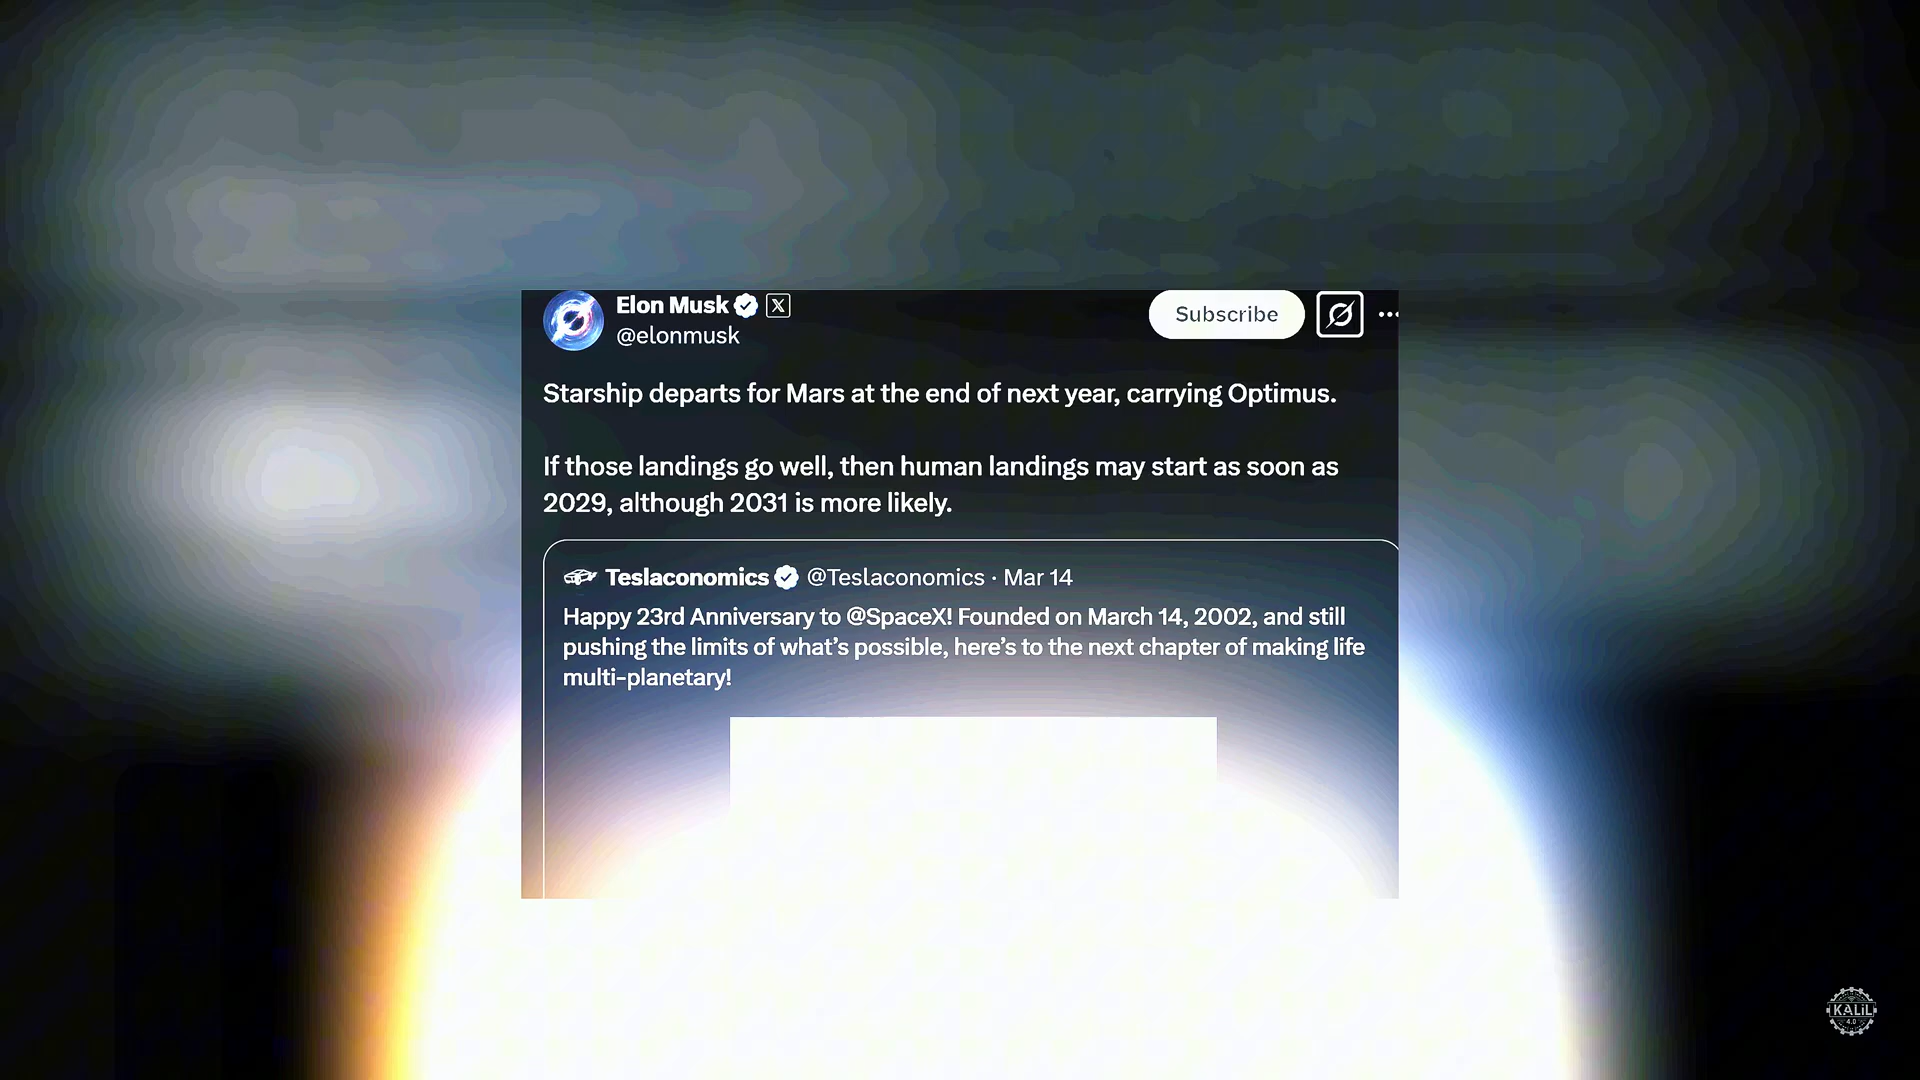 Elon Musk
@elonmusk
Subscribe
Starship departs for Mars at the end of next year, carrying Optimus.
If those landings go well, then human landings may start as soon as
2029, although 2031 is more likely.
Teslaconomics @Teslaconomics · Mar 14
Happy 23rd Anniversary to @SpaceX! Founded on March 14, 2002, and still
pushing the limits of what’s possible, here’s to the next chapter of making life
multi-planetary!
KALiL
4.0